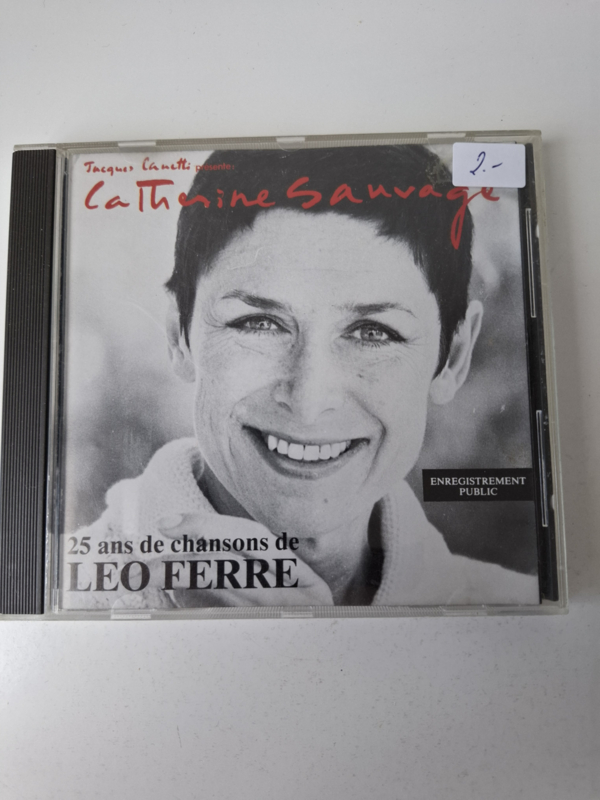 Jacques Canetti présente:
Catherine Sauvage
2.-
ENREGISTREMENT
PUBLIC
25 ans de chansons de
LEO FERRE